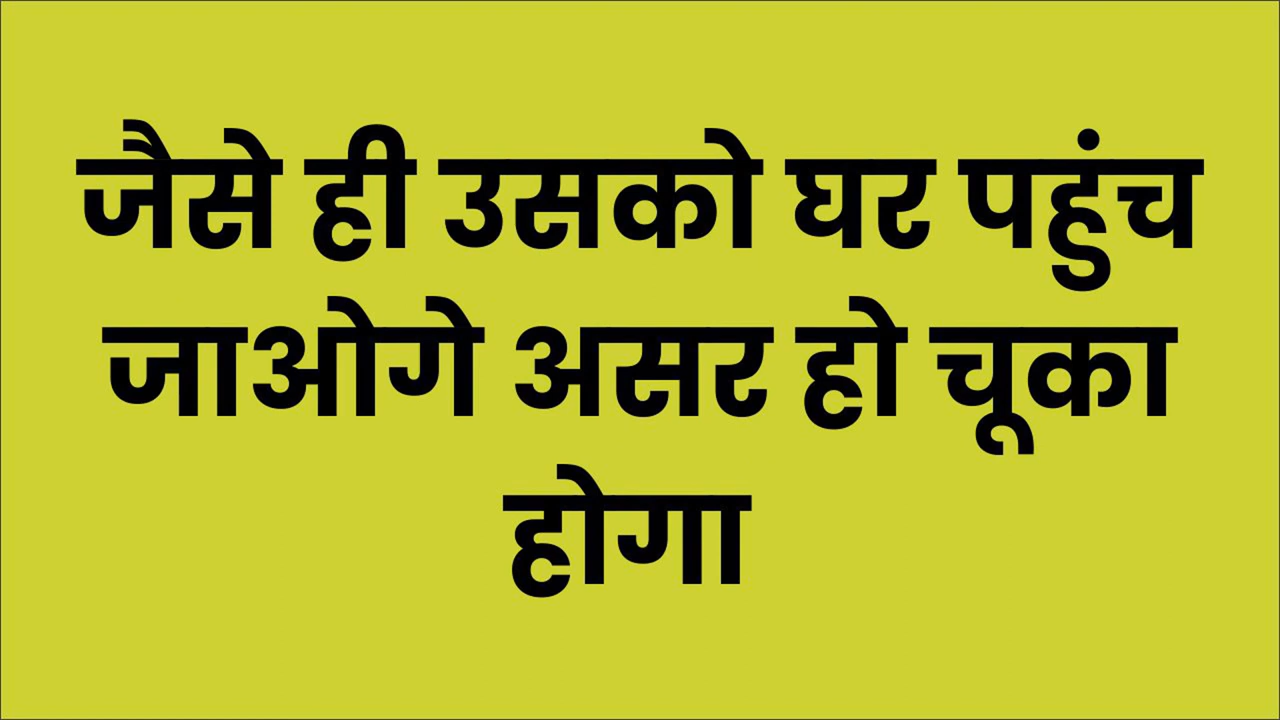 जैसे ही उसको घर पहुंच
जाओगे असर हो चूका
होगा